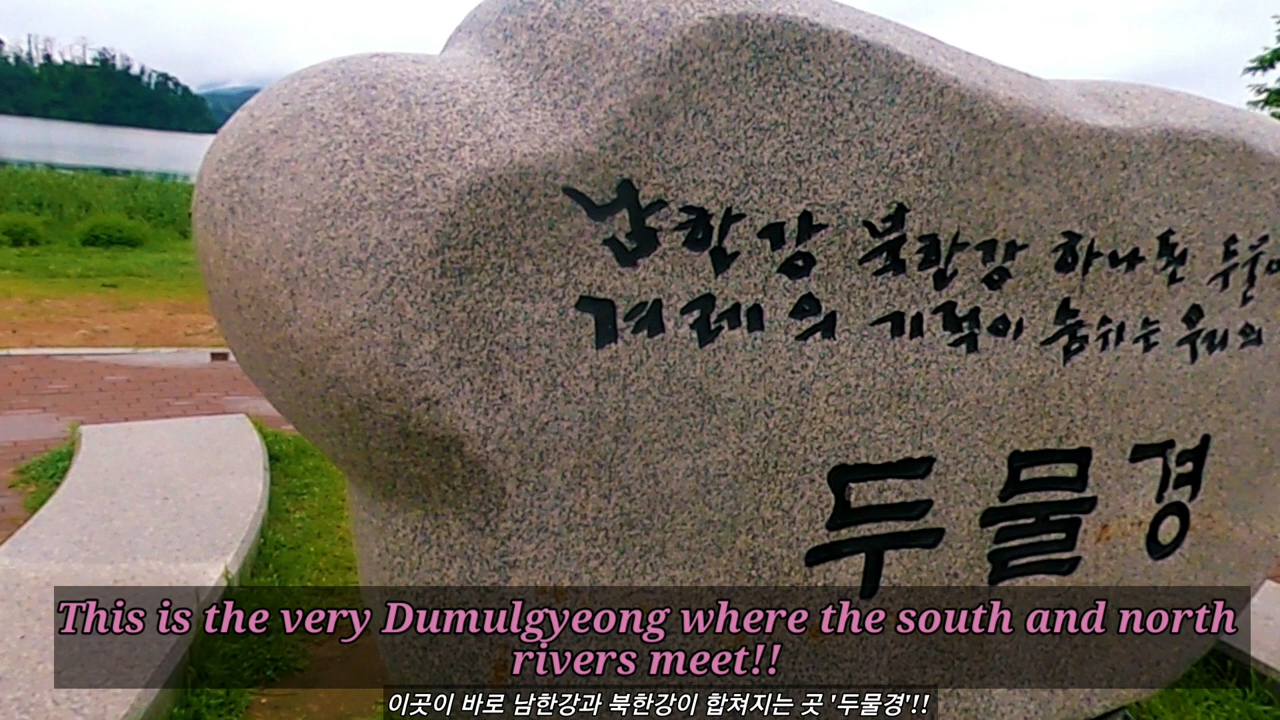 남한강 북한강 하나된 두물
겨레의 기적이 숨쉬는 우리의
두물경
This is the very Dumulgyeong where the south and north
rivers meet!!
이곳이 바로 남한강과 북한강이 합쳐지는 곳 '두물경'!!